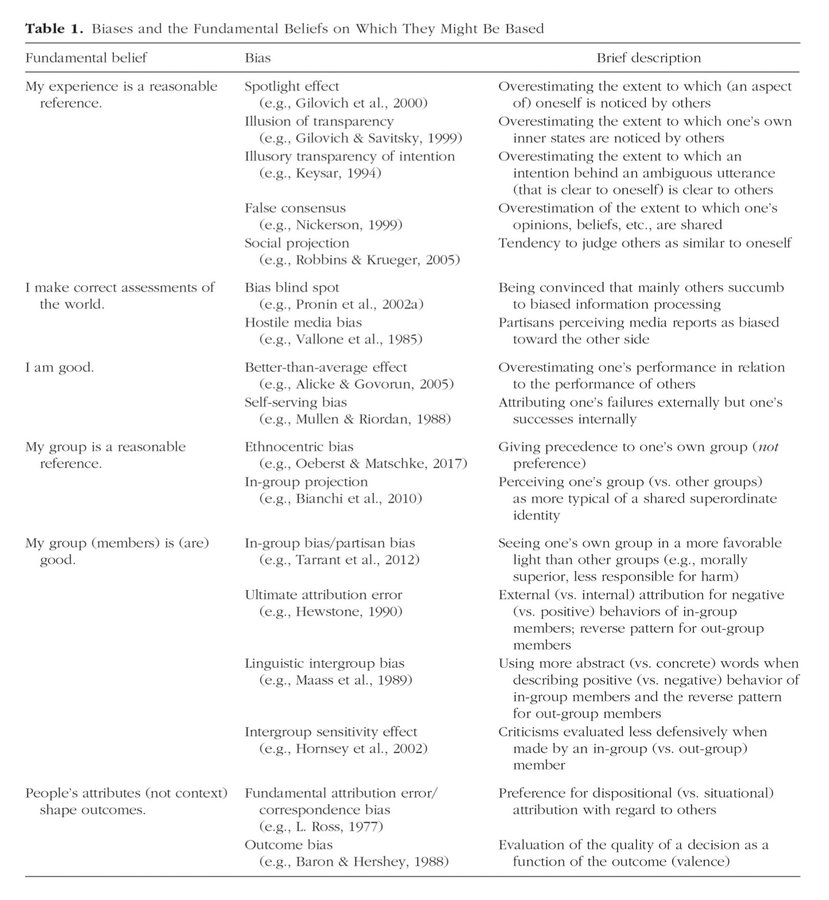 Table 1. Biases and the Fundamental Beliefs on Which They Might Be Based
Fundamental belief Bias Brief description
My experience is a reasonable reference. Spotlight effect (e.g., Gilovich et al., 2000) Overestimating the extent to which (an aspect of) oneself is noticed by others
Illusion of transparency (e.g., Gilovich & Savitsky, 1999) Overestimating the extent to which one's own inner states are noticed by others
Illusory transparency of intention (e.g., Keysar, 1994) Overestimating the extent to which an intention behind an ambiguous utterance (that is clear to oneself) is clear to others
False consensus (e.g., Nickerson, 1999) Overestimation of the extent to which one's opinions, beliefs, etc., are shared
Social projection (e.g., Robbins & Krueger, 2005) Tendency to judge others as similar to oneself
I make correct assessments of the world. Bias blind spot (e.g., Pronin et al., 2002a) Being convinced that mainly others succumb to biased information processing
Hostile media bias (e.g., Vallone et al., 1985) Partisans perceiving media reports as biased toward the other side
I am good. Better-than-average effect (e.g., Alicke & Govorun, 2005) Overestimating one's performance in relation to the performance of others
Self-serving bias (e.g., Mullen & Riordan, 1988) Attributing one's failures externally but one's successes internally
My group is a reasonable reference. Ethnocentric bias (e.g., Oeberst & Matschke, 2017) Giving precedence to one's own group (not preference)
In-group projection (e.g., Bianchi et al., 2010) Perceiving one's group (vs. other groups) as more typical of a shared superordinate identity
My group (members) is (are) good. In-group bias/partisan bias (e.g., Tarrant et al., 2012) Seeing one's own group in a more favorable light than other groups (e.g., morally superior, less responsible for harm)
Ultimate attribution error (e.g., Hewstone, 1990) External (vs. internal) attribution for negative (vs. positive) behaviors of in-group members; reverse pattern for out-group members
Linguistic intergroup bias (e.g., Maass et al., 1989) Using more abstract (vs. concrete) words when describing positive (vs. negative) behavior of in-group members and the reverse pattern for out-group members
Intergroup sensitivity effect (e.g., Hornsey et al., 2002) Criticisms evaluated less defensively when made by an in-group (vs. out-group) member
People's attributes (not context) shape outcomes. Fundamental attribution error/correspondence bias (e.g., L. Ross, 1977) Preference for dispositional (vs. situational) attribution with regard to others
Outcome bias (e.g., Baron & Hershey, 1988) Evaluation of the quality of a decision as a function of the outcome (valence)